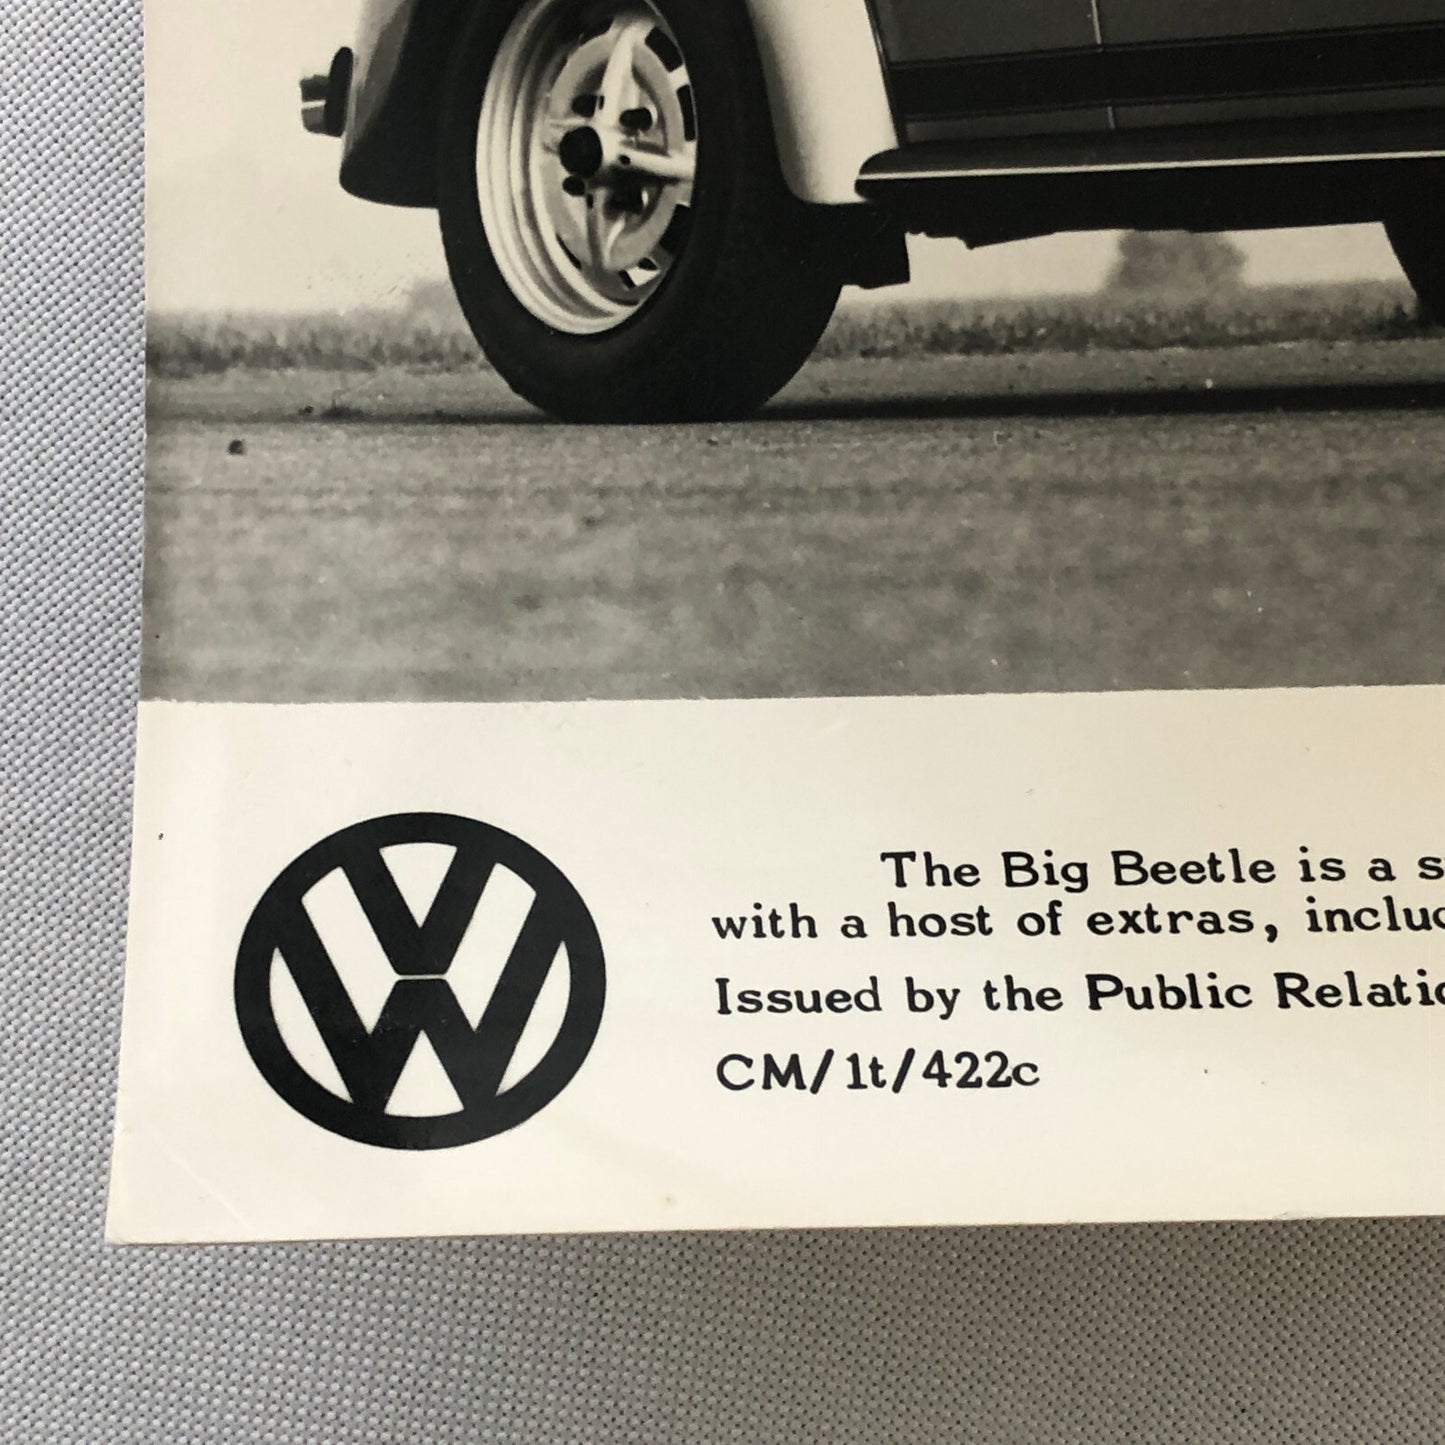 The Big Beetle is a
with a host of extras,
Issued by the Public
CM/1t/422c